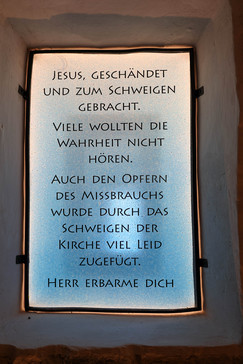 Jesus, geschändet
und zum Schweigen
gebracht.
Viele wollten die
Wahrheit nicht
hören.
Auch den Opfern
des Missbrauchs
wurde durch das
Schweigen der
Kirche viel Leid
zugefügt.
Herr erbarme dich